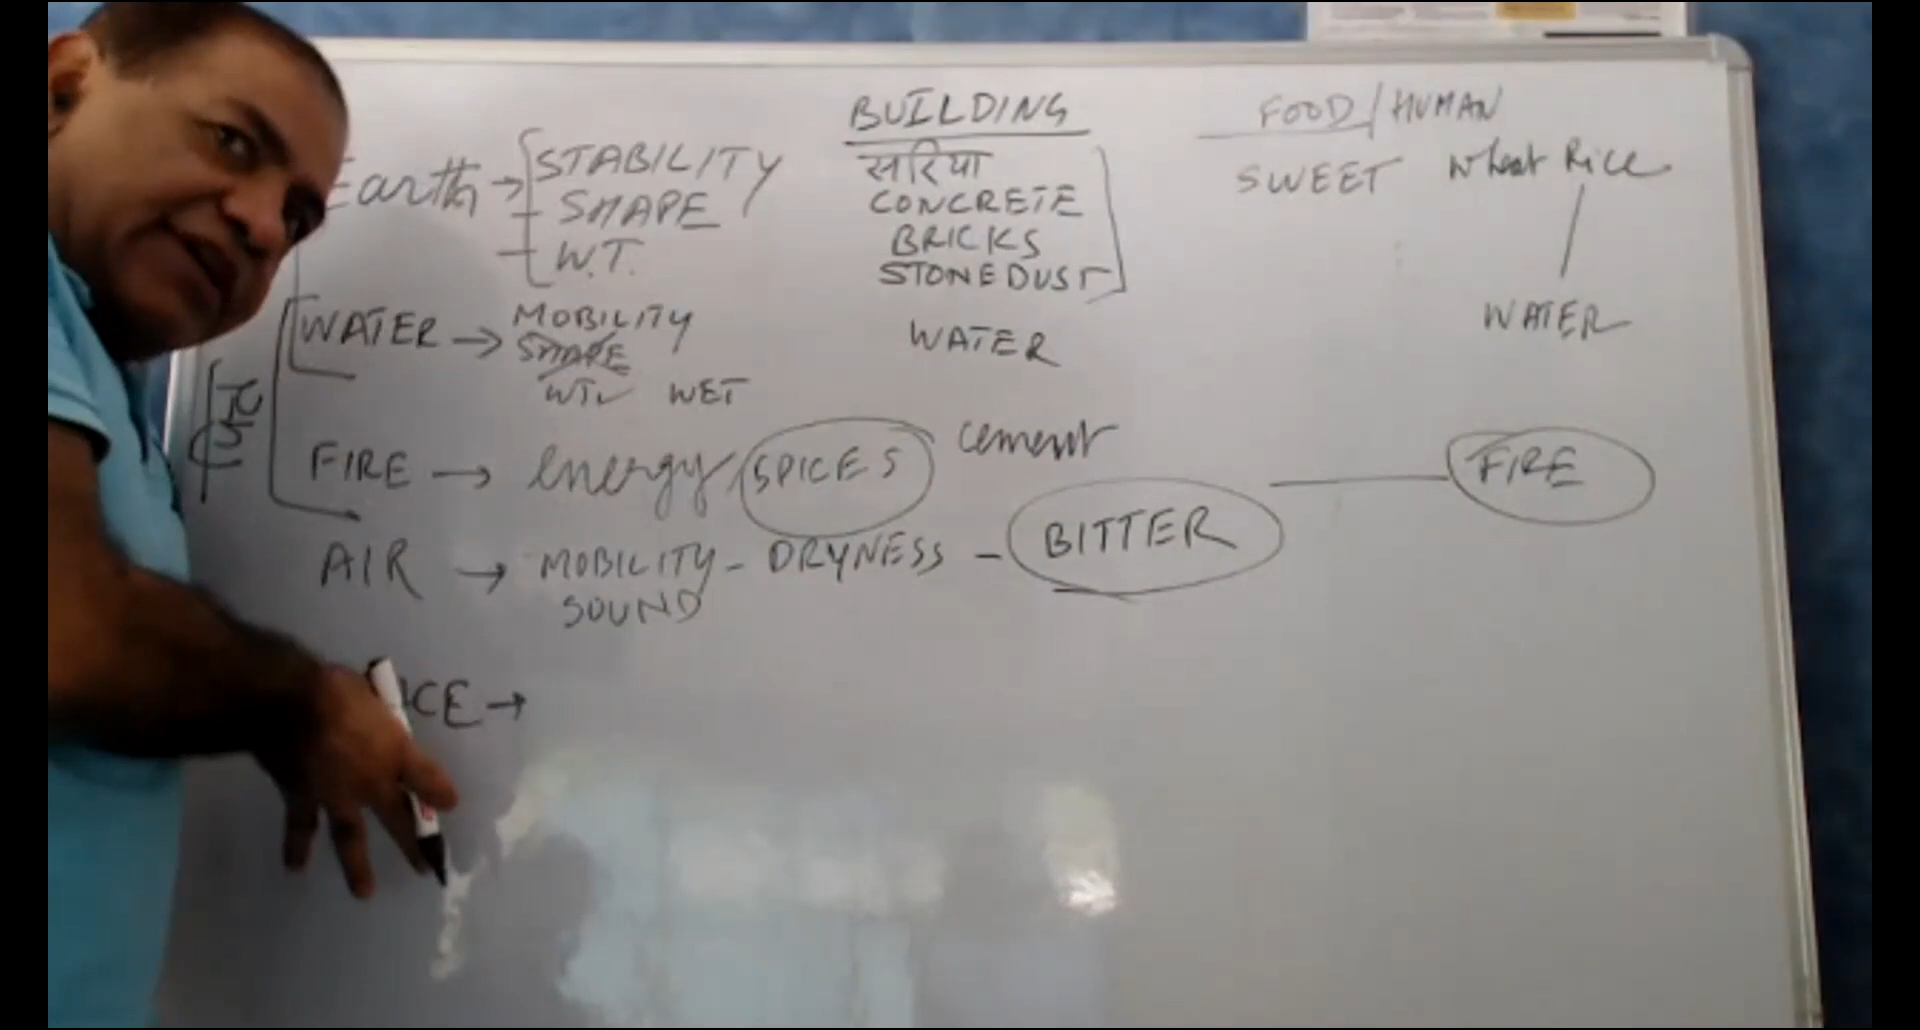 BUILDING
FOOD/HUMAN
Earth → STABILITY
सरिया
SWEET Wheat Rice
SHAPE
CONCRETE
W.T.
BRICKS
STONE DUST
WATER → MOBILITY
WATER
WATER
SHAPE
WT WET
FIRE → energy SPICES
cement
FIRE
AIR → MOBILITY - DRYNESS - BITTER
SOUND
CE →